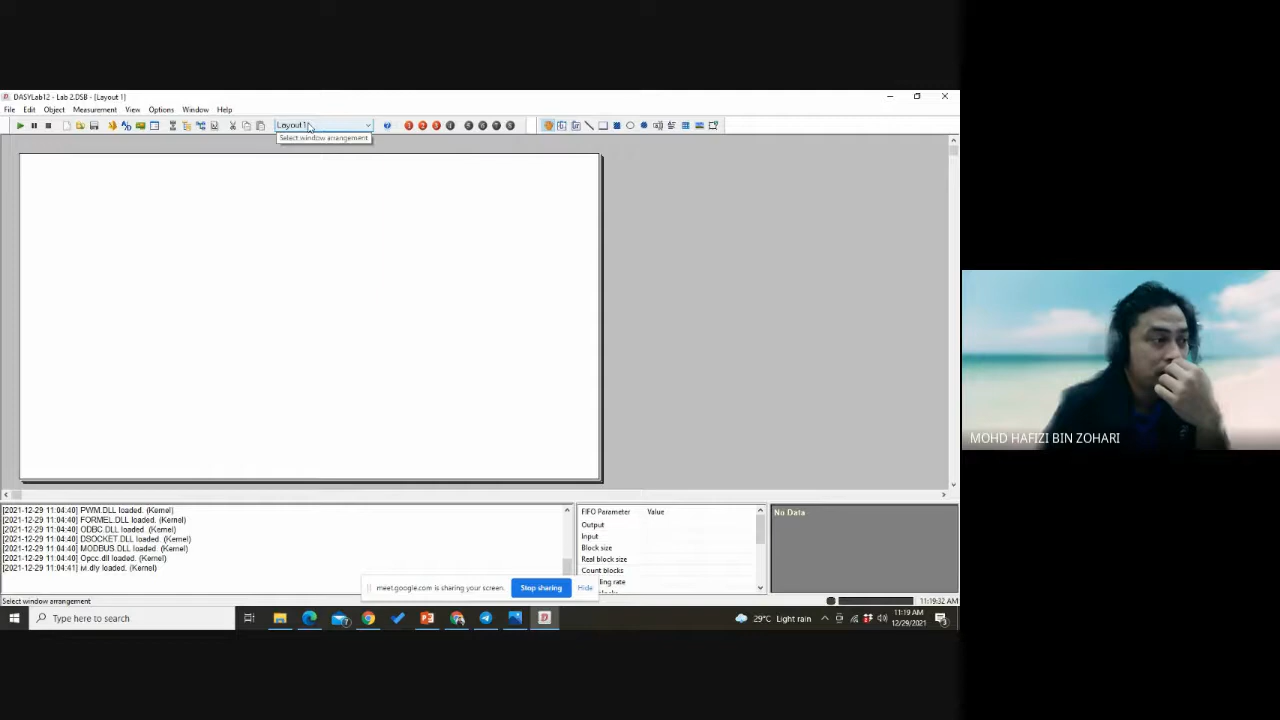 DASYLab12 - Lab 2.DSB - [Layout 1]
File Edit Object Measurement View Options Window Help
Layout 1
Select window arrangement
MOHD HAFIZI BIN ZOHARI
[2021-12-29 11:04:40] PWM.DLL loaded. (Kernel)
[2021-12-29 11:04:40] FORMEL.DLL loaded. (Kernel)
[2021-12-29 11:04:40] ODBC.DLL loaded. (Kernel)
[2021-12-29 11:04:40] DSOCKET.DLL loaded. (Kernel)
[2021-12-29 11:04:40] MODBUS.DLL loaded. (Kernel)
[2021-12-29 11:04:40] Opcc.dll loaded. (Kernel)
[2021-12-29 11:04:41] M.dly loaded. (Kernel)
FIFO Parameter Value
Output
Input
Block size
Real block size
Count blocks
ling rate
No Data
meet.google.com is sharing your screen. Stop sharing Hide
Select window arrangement
11:19:32 AM
Type here to search
29°C Light rain
11:19 AM
12/29/2021